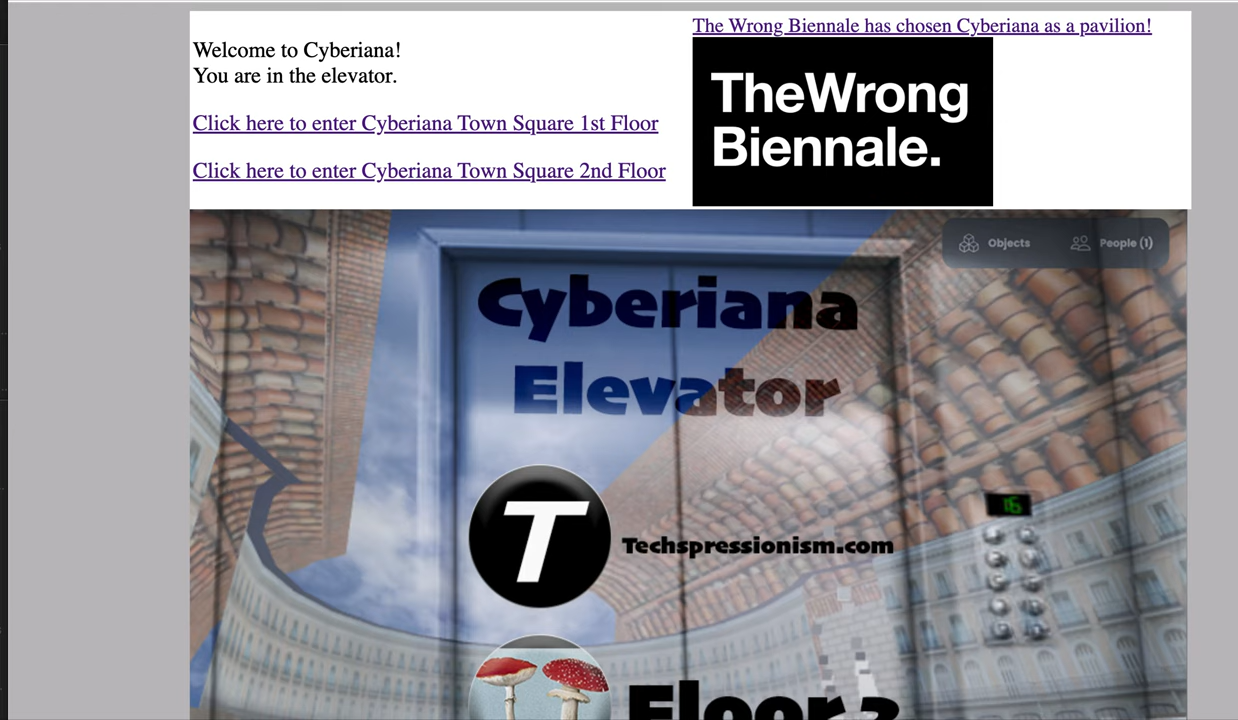 The Wrong Biennale has chosen Cyberiana as a pavilion!
Welcome to Cyberiana!
You are in the elevator.
Click here to enter Cyberiana Town Square 1st Floor
Click here to enter Cyberiana Town Square 2nd Floor
TheWrong
Biennale.
Objects
People (1)
Cyberiana
Elevator
T
Techspressionism.com
Floor 2